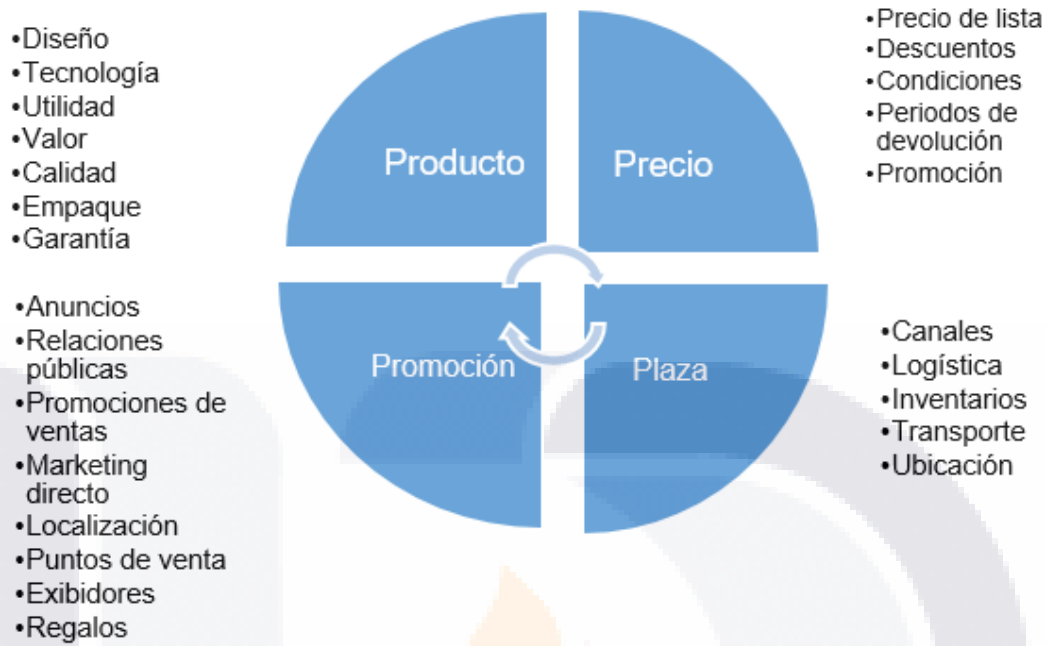 •Diseño
•Tecnología
•Utilidad
•Valor
•Calidad
•Empaque
•Garantía
Producto
Precio
•Precio de lista
•Descuentos
•Condiciones
•Periodos de
devolución
•Promoción
•Anuncios
•Relaciones
públicas
•Promociones de
ventas
•Marketing
directo
•Localización
•Puntos de venta
•Exibidores
•Regalos
Promoción
Plaza
•Canales
•Logística
•Inventarios
•Transporte
•Ubicación